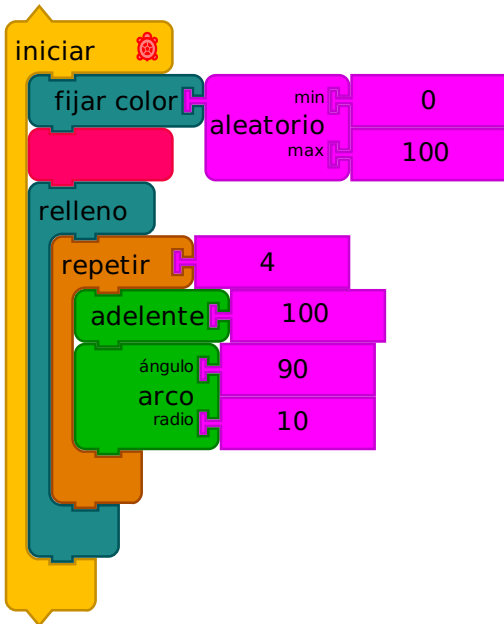 iniciar
fijar color
min
0
aleatorio
max
100
relleno
repetir
4
adelente
100
ángulo
90
arco
radio
10